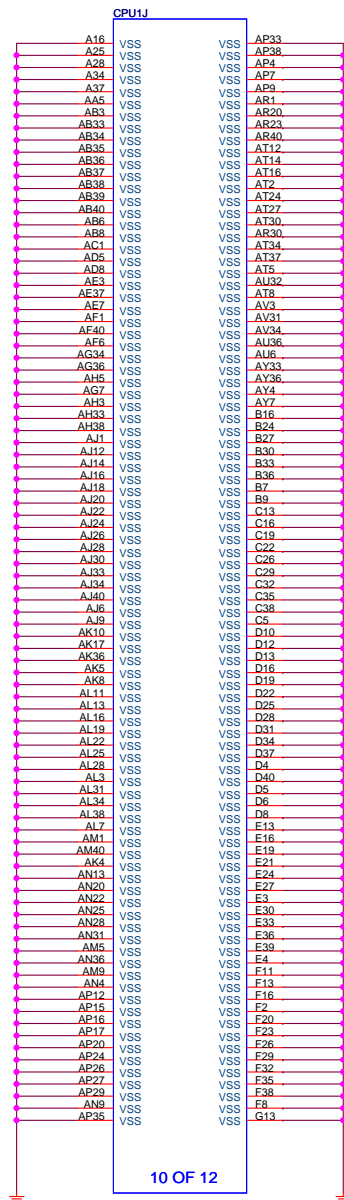 CPU1J
A16 VSS VSS AP33
A25 VSS VSS AP38
A28 VSS VSS AP4
A34 VSS VSS AP7
A37 VSS VSS AP9
AA5 VSS VSS AR1
AB3 VSS VSS AR20
AB33 VSS VSS AR23
AB34 VSS VSS AR40
AB35 VSS VSS AT12
AB36 VSS VSS AT14
AB37 VSS VSS AT16
AB38 VSS VSS AT2
AB39 VSS VSS AT24
AB40 VSS VSS AT27
AB6 VSS VSS AT30
AB8 VSS VSS AR30
AC1 VSS VSS AT34
AD5 VSS VSS AT37
AD8 VSS VSS AT5
AE3 VSS VSS AU32
AE37 VSS VSS AT8
AE7 VSS VSS AV3
AF1 VSS VSS AV31
AF40 VSS VSS AV34
AF6 VSS VSS AU36
AG34 VSS VSS AU6
AG36 VSS VSS AY33
AH5 VSS VSS AY36
AG7 VSS VSS AY4
AH3 VSS VSS AY7
AH33 VSS VSS B16
AH38 VSS VSS B24
AJ1 VSS VSS B27
AJ12 VSS VSS B30
AJ14 VSS VSS B33
AJ16 VSS VSS B36
AJ18 VSS VSS B7
AJ20 VSS VSS B9
AJ22 VSS VSS C13
AJ24 VSS VSS C16
AJ26 VSS VSS C19
AJ28 VSS VSS C22
AJ30 VSS VSS C26
AJ33 VSS VSS C29
AJ34 VSS VSS C32
AJ40 VSS VSS C35
AJ6 VSS VSS C38
AJ9 VSS VSS C5
AK10 VSS VSS D10
AK17 VSS VSS D12
AK36 VSS VSS D13
AK5 VSS VSS D16
AK8 VSS VSS D19
AL11 VSS VSS D22
AL13 VSS VSS D25
AL16 VSS VSS D28
AL19 VSS VSS D31
AL22 VSS VSS D34
AL25 VSS VSS D37
AL28 VSS VSS D4
AL3 VSS VSS D40
AL31 VSS VSS D5
AL34 VSS VSS D6
AL38 VSS VSS D8
AL7 VSS VSS E13
AM1 VSS VSS E16
AM40 VSS VSS E19
AK4 VSS VSS E21
AN13 VSS VSS E24
AN20 VSS VSS E27
AN22 VSS VSS E3
AN25 VSS VSS E30
AN28 VSS VSS E33
AN31 VSS VSS E36
AM5 VSS VSS E39
AN36 VSS VSS E4
AM9 VSS VSS F11
AN4 VSS VSS F13
AP12 VSS VSS F16
AP15 VSS VSS F2
AP16 VSS VSS F20
AP17 VSS VSS F23
AP20 VSS VSS F26
AP24 VSS VSS F29
AP26 VSS VSS F32
AP27 VSS VSS F35
AP29 VSS VSS F38
AN9 VSS VSS F8
AP35 VSS VSS G13
10 OF 12